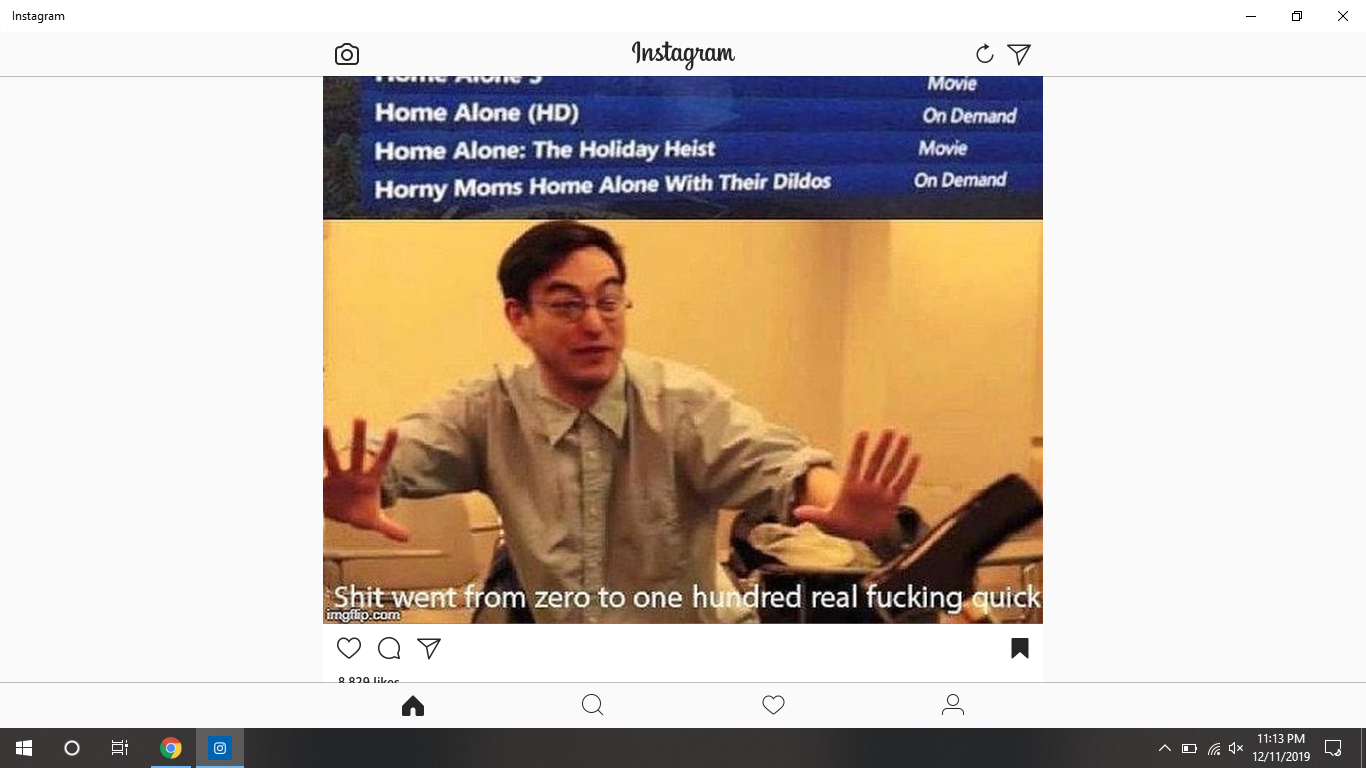 Instagram
Instagram
Home Alone 3
Movie
Home Alone (HD)
On Demand
Home Alone: The Holiday Heist
Movie
Horny Moms Home Alone With Their Dildos
On Demand
Shit went from zero to one hundred real fucking quick
imgflip.com
8,829 likes
11:13 PM
12/11/2019